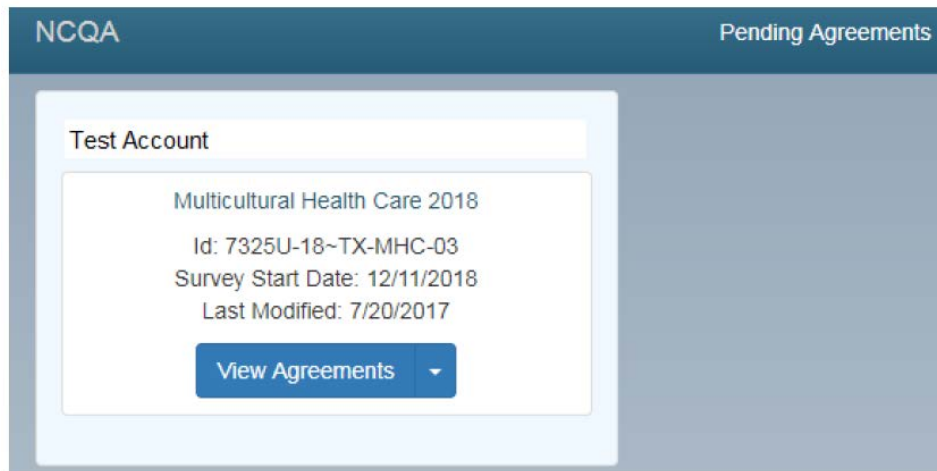 NCQA
Pending Agreements
Test Account
Multicultural Health Care 2018
Id: 7325U-18~TX-MHC-03
Survey Start Date: 12/11/2018
Last Modified: 7/20/2017
View Agreements